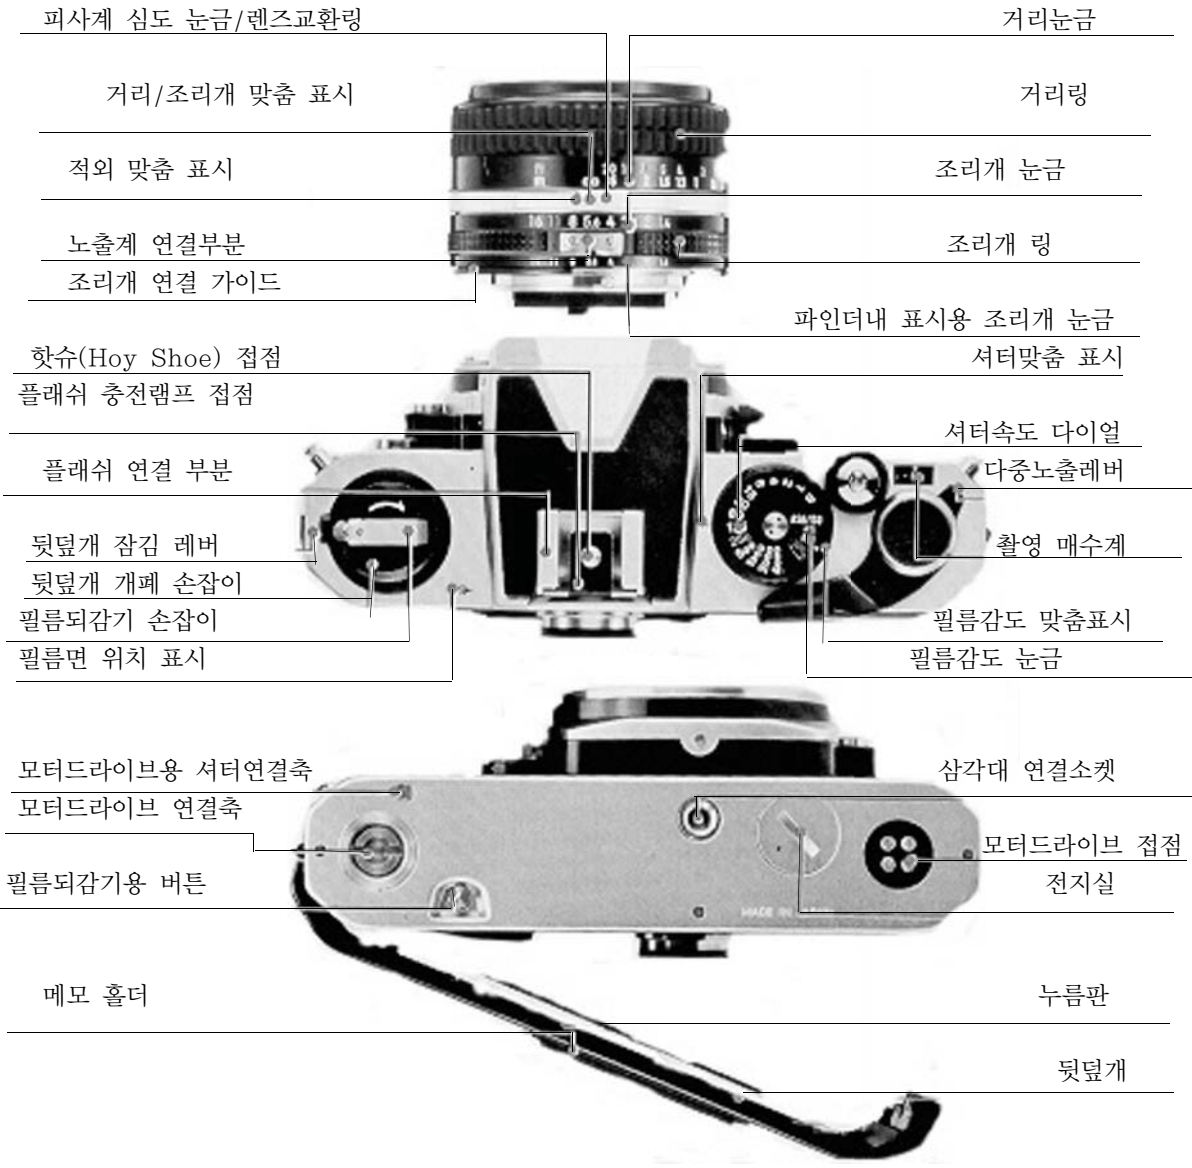 피사계 심도 눈금/렌즈교환링
거리눈금
거리/조리개 맞춤 표시
거리링
적외 맞춤 표시
조리개 눈금
노출계 연결부분
조리개 링
조리개 연결 가이드
파인더내 표시용 조리개 눈금
핫슈(Hoy Shoe) 접점
셔터맞춤 표시
플래쉬 충전램프 접점
셔터속도 다이얼
플래쉬 연결 부분
다중노출레버
뒷덮개 잠김 레버
촬영 매수계
뒷덮개 개폐 손잡이
필름되감기 손잡이
필름감도 맞춤표시
필름면 위치 표시
필름감도 눈금
모터드라이브용 셔터연결축
삼각대 연결소켓
모터드라이브 연결축
모터드라이브 접점
필름되감기용 버튼
전지실
MADE IN
메모 홀더
누름판
뒷덮개